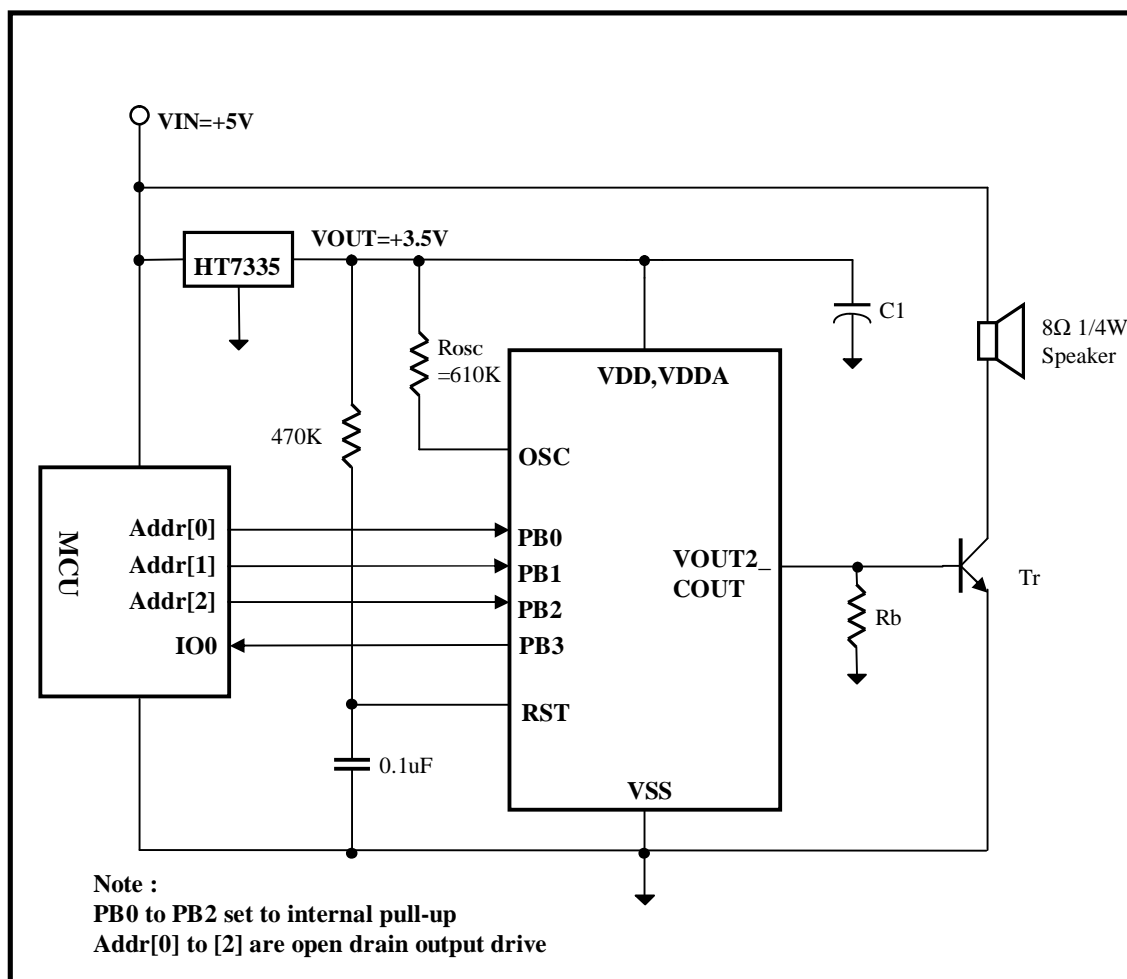 VIN=+5V
VOUT=+3.5V
HT7335
C1
8Ω 1/4W
Speaker
Rosc
=610K
VDD,VDDA
470K
OSC
MCU
Addr[0]
Addr[1]
Addr[2]
IO0
PB0
PB1
PB2
PB3
RST
VOUT2_
COUT
Tr
Rb
0.1uF
VSS
Note :
PB0 to PB2 set to internal pull-up
Addr[0] to [2] are open drain output drive